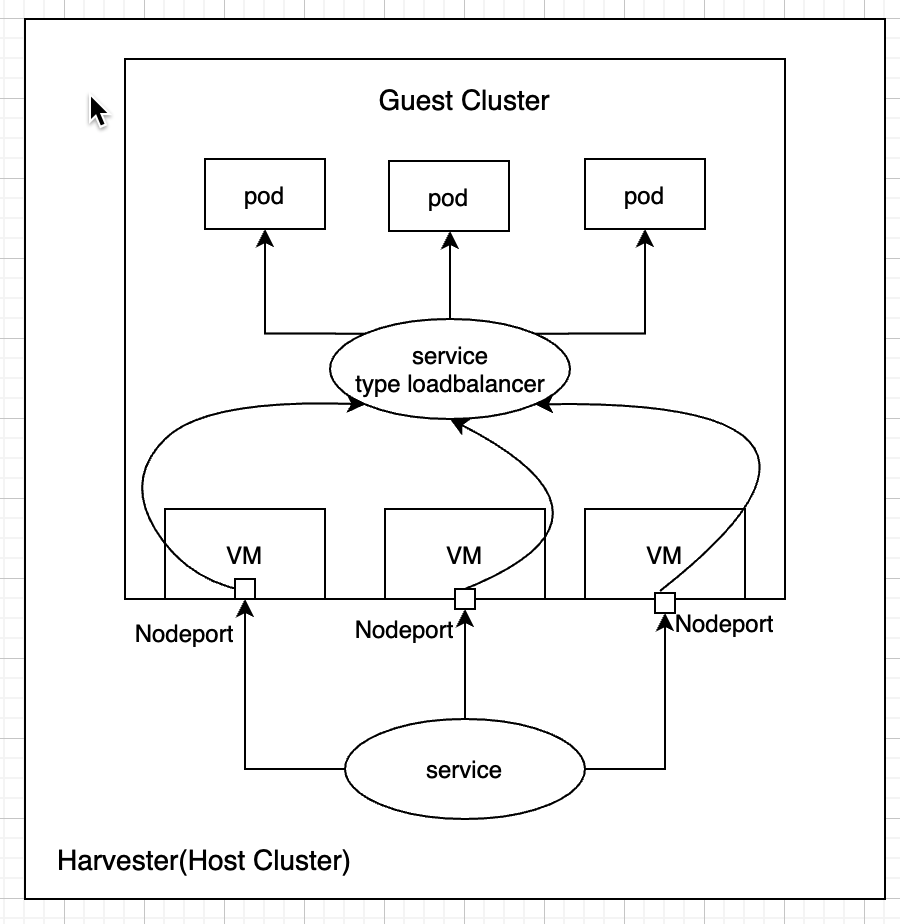 Guest Cluster
pod
pod
pod
service
type loadbalancer
VM
VM
VM
Nodeport
Nodeport
Nodeport
service
Harvester(Host Cluster)